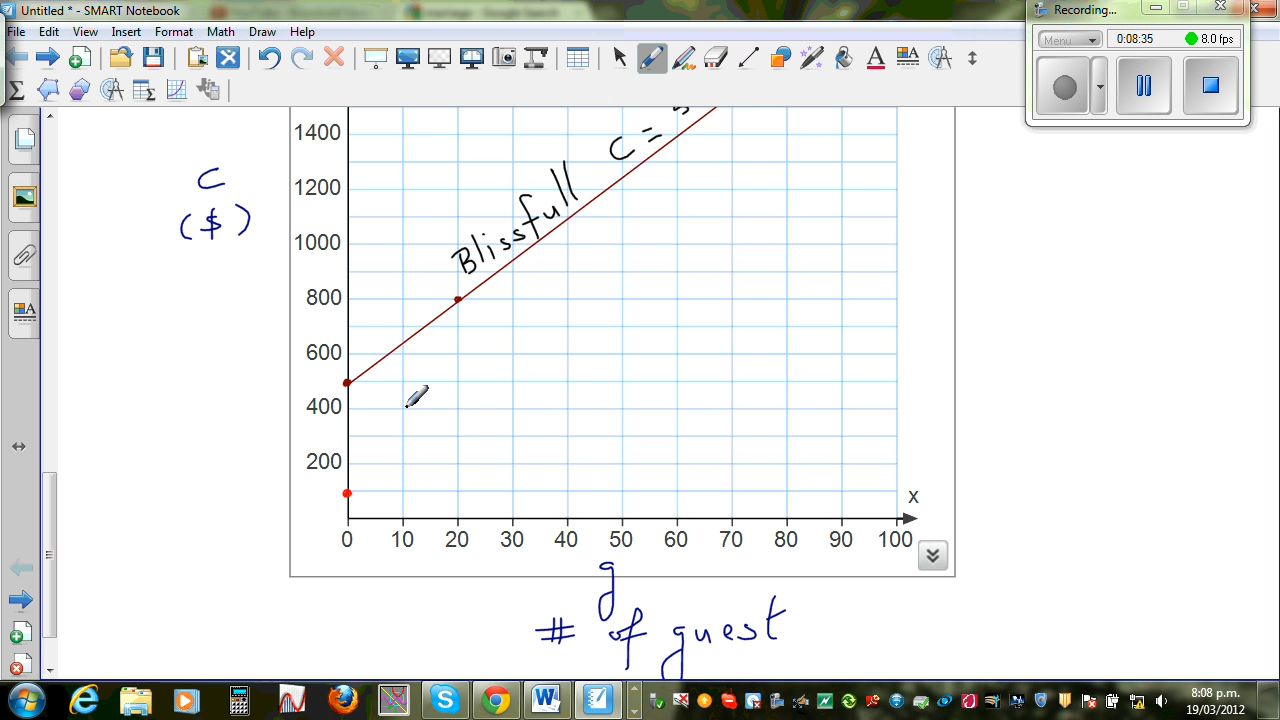 Untitled * - SMART Notebook
Recording...
File Edit View Insert Format Math Draw Help
Menu 0:08:35 8.0 fps
C
($)
1400
1200
1000
800
600
400
200
Blissfull C =
x
0 10 20 30 40 50 60 70 80 90 100
g
# of guest
8:08 p.m.
19/03/2012